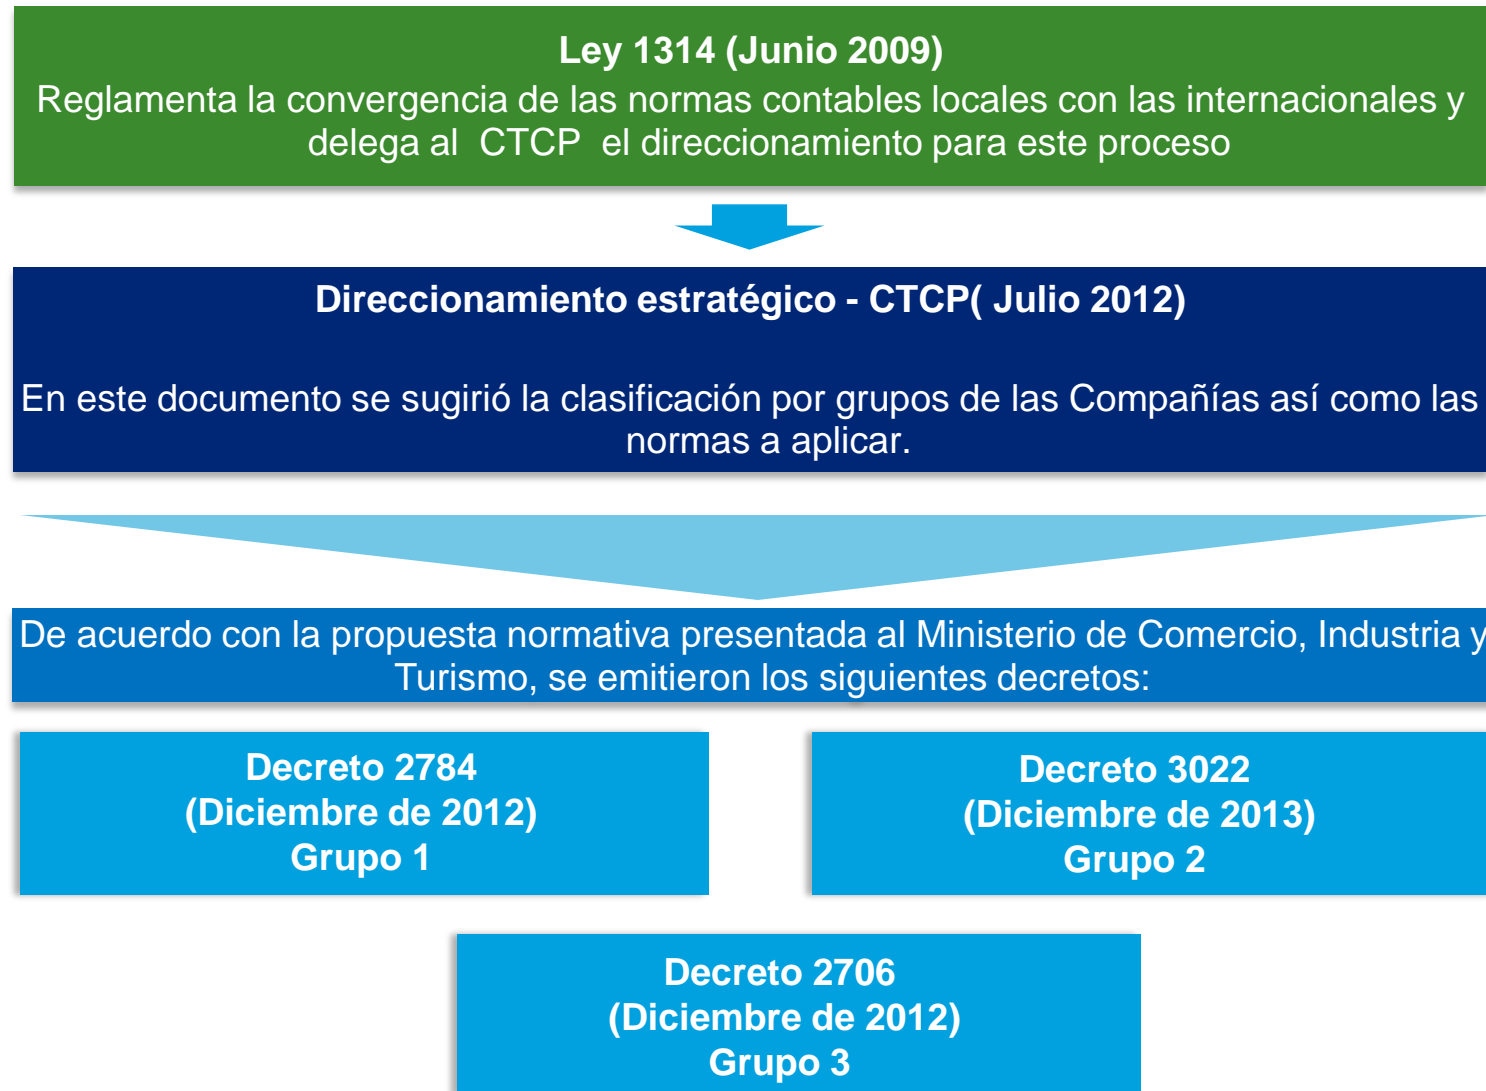 Ley 1314 (Junio 2009)
Reglamenta la convergencia de las normas contables locales con las internacionales y
delega al CTCP el direccionamiento para este proceso
Direccionamiento estratégico - CTCP( Julio 2012)
En este documento se sugirió la clasificación por grupos de las Compañías así como las
normas a aplicar.
De acuerdo con la propuesta normativa presentada al Ministerio de Comercio, Industria y
Turismo, se emitieron los siguientes decretos:
Decreto 2784
(Diciembre de 2012)
Grupo 1
Decreto 3022
(Diciembre de 2013)
Grupo 2
Decreto 2706
(Diciembre de 2012)
Grupo 3